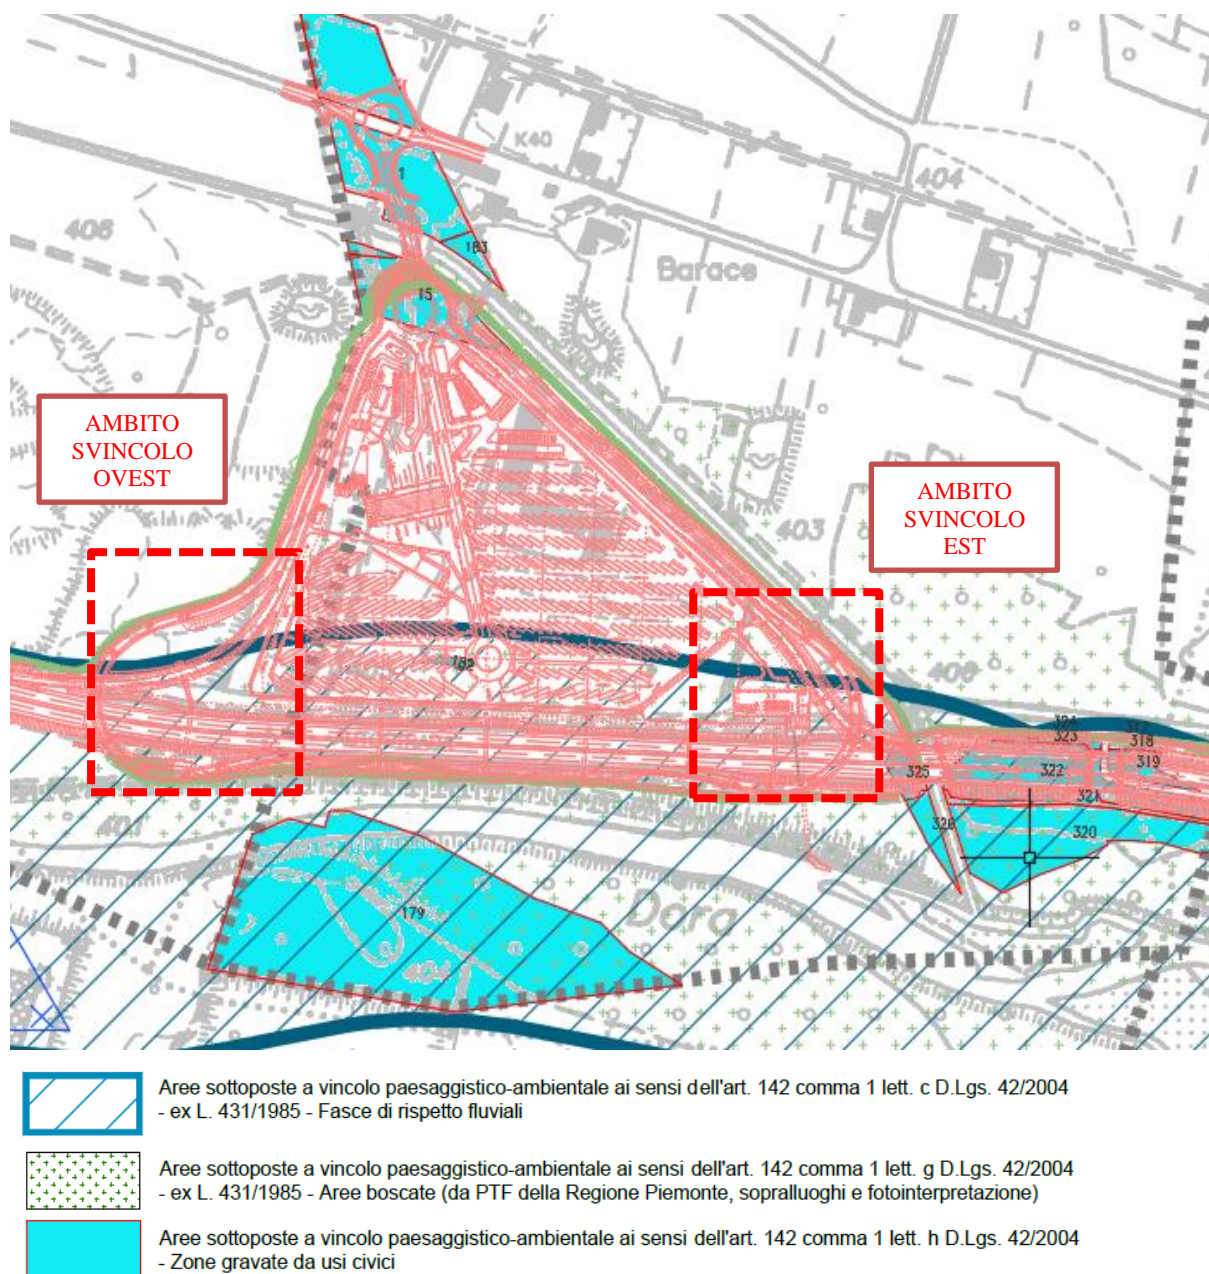 K40
404
1
405
183
Barace
15
AMBITO
SVINCOLO
OVEST
AMBITO
SVINCOLO
EST
403
182
406
324
323
318
325
322
319
321
401
326
320
179
Dora
404
Aree sottoposte a vincolo paesaggistico-ambientale ai sensi dell'art. 142 comma 1 lett. c D.Lgs. 42/2004
- ex L. 431/1985 - Fasce di rispetto fluviali
Aree sottoposte a vincolo paesaggistico-ambientale ai sensi dell'art. 142 comma 1 lett. g D.Lgs. 42/2004
- ex L. 431/1985 - Aree boscate (da PTF della Regione Piemonte, sopralluoghi e fotointerpretazione)
Aree sottoposte a vincolo paesaggistico-ambientale ai sensi dell'art. 142 comma 1 lett. h D.Lgs. 42/2004
- Zone gravate da usi civici